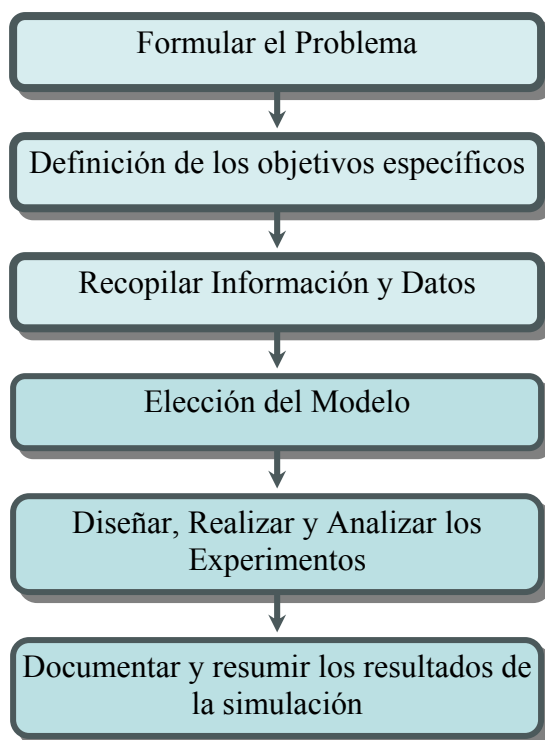 Formular el Problema
Definición de los objetivos específicos
Recopilar Información y Datos
Elección del Modelo
Diseñar, Realizar y Analizar los
Experimentos
Documentar y resumir los resultados de
la simulación